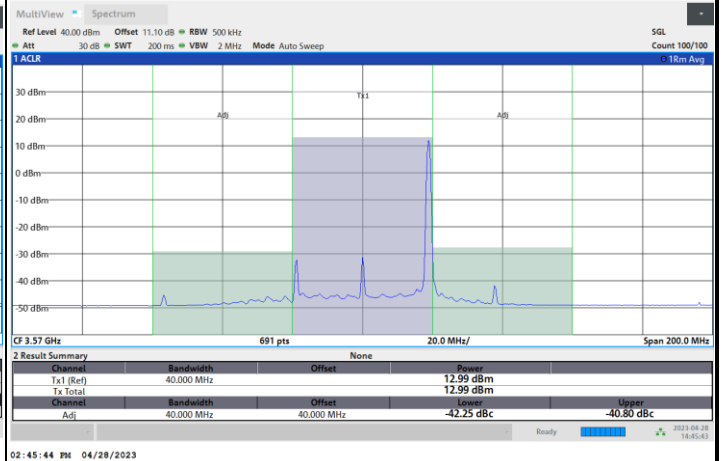 MultiView Spectrum
Ref Level 40.00 dBm Offset 11.10 dB RBW 500 kHz SGL
Att 30 dB SWT 200 ms VBW 2 MHz Mode Auto Sweep Count 100/100
1 ACLR 1Rm Avg
30 dBm Tx1
20 dBm Adj Adj
10 dBm
0 dBm
-10 dBm
-20 dBm
-30 dBm
-40 dBm
-50 dBm
CF 3.57 GHz 691 pts 20.0 MHz/ Span 200.0 MHz
2 Result Summary None
Channel Bandwidth Offset Power
Tx1 (Ref) 40.000 MHz 12.99 dBm
Tx Total 12.99 dBm
Channel Bandwidth Offset Lower Upper
Adj 40.000 MHz 40.000 MHz -42.25 dBc -40.80 dBc
Ready 2023-04-28
14:45:43
02:45:44 PM 04/28/2023